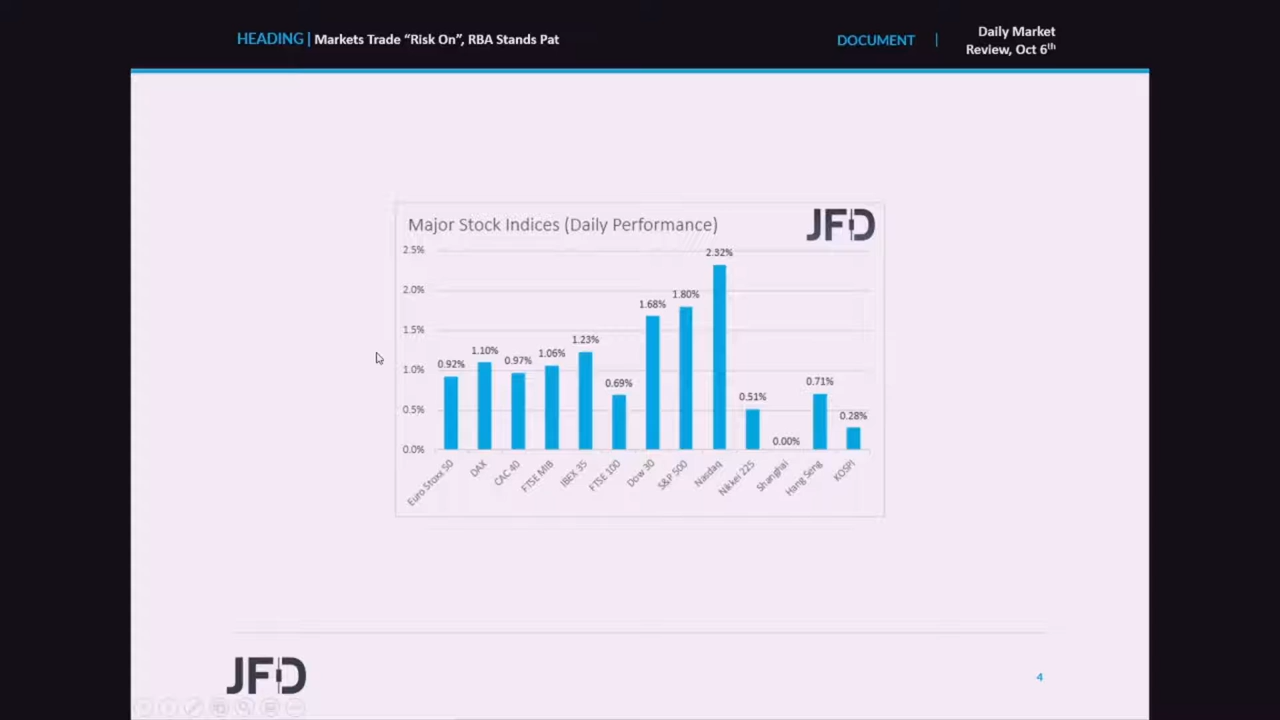 HEADING | Markets Trade “Risk On”, RBA Stands Pat
DOCUMENT |
Daily Market
Review, Oct 6th
Major Stock Indices (Daily Performance)
JFD
2.5%
2.0%
1.5%
1.0%
0.5%
0.0%
0.92%
1.10%
0.97%
1.06%
1.23%
0.69%
1.68%
1.80%
2.32%
0.51%
0.00%
0.71%
0.28%
Euro Stoxx 50
DAX
CAC 40
FTSE MIB
IBEX 35
FTSE 100
Dow 30
S&P 500
Nasdaq
Nikkei 225
Shanghai
Hang Seng
KOSPI
JFD
4